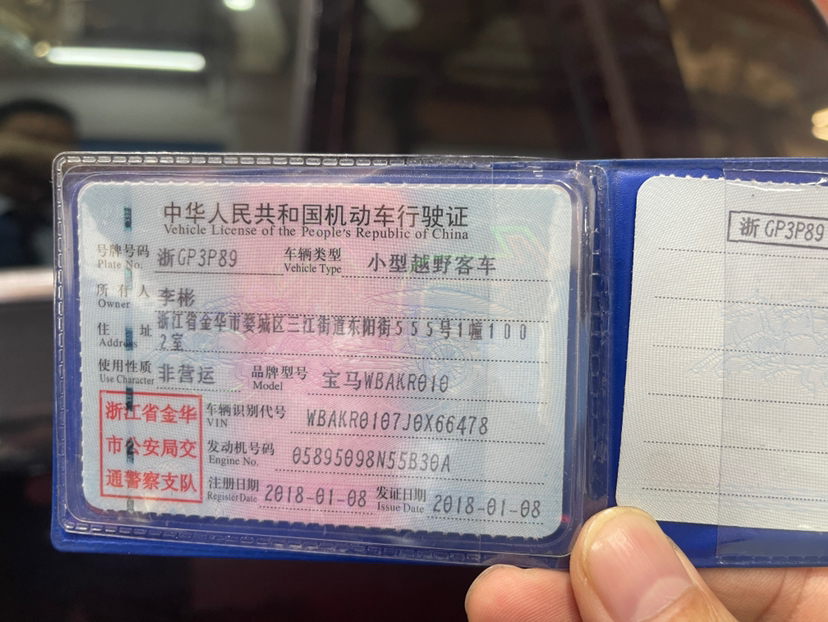 中华人民共和国机动车行驶证
Vehicle License of the People's Republic of China
号牌号码 Plate No. 浙GP3P89 车辆类型 Vehicle Type 小型越野客车
所有人 Owner 李彬
住址 Address 浙江省金华市婺城区三江街道东阳街555号1幢100
2室
使用性质 Use Character 非营运 品牌型号 Model 宝马WBAKR010
浙江省金华
市公安局交
通警察支队
车辆识别代号 VIN WBAKR0107J0X66478
发动机号码 Engine No. 05895098N55B30A
注册日期 Register Date 2018-01-08 发证日期 Issue Date 2018-01-08
浙GP3P89